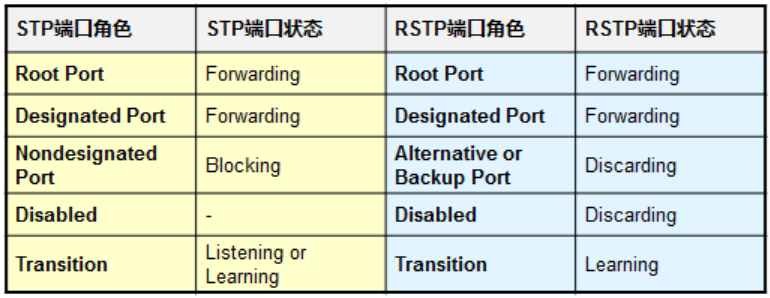 STP端口角色 STP端口状态 RSTP端口角色 RSTP端口状态
Root Port Forwarding Root Port Forwarding
Designated Port Forwarding Designated Port Forwarding
Nondesignated Port Blocking Alternative or Backup Port Discarding
Disabled - Disabled Discarding
Transition Listening or Learning Transition Learning